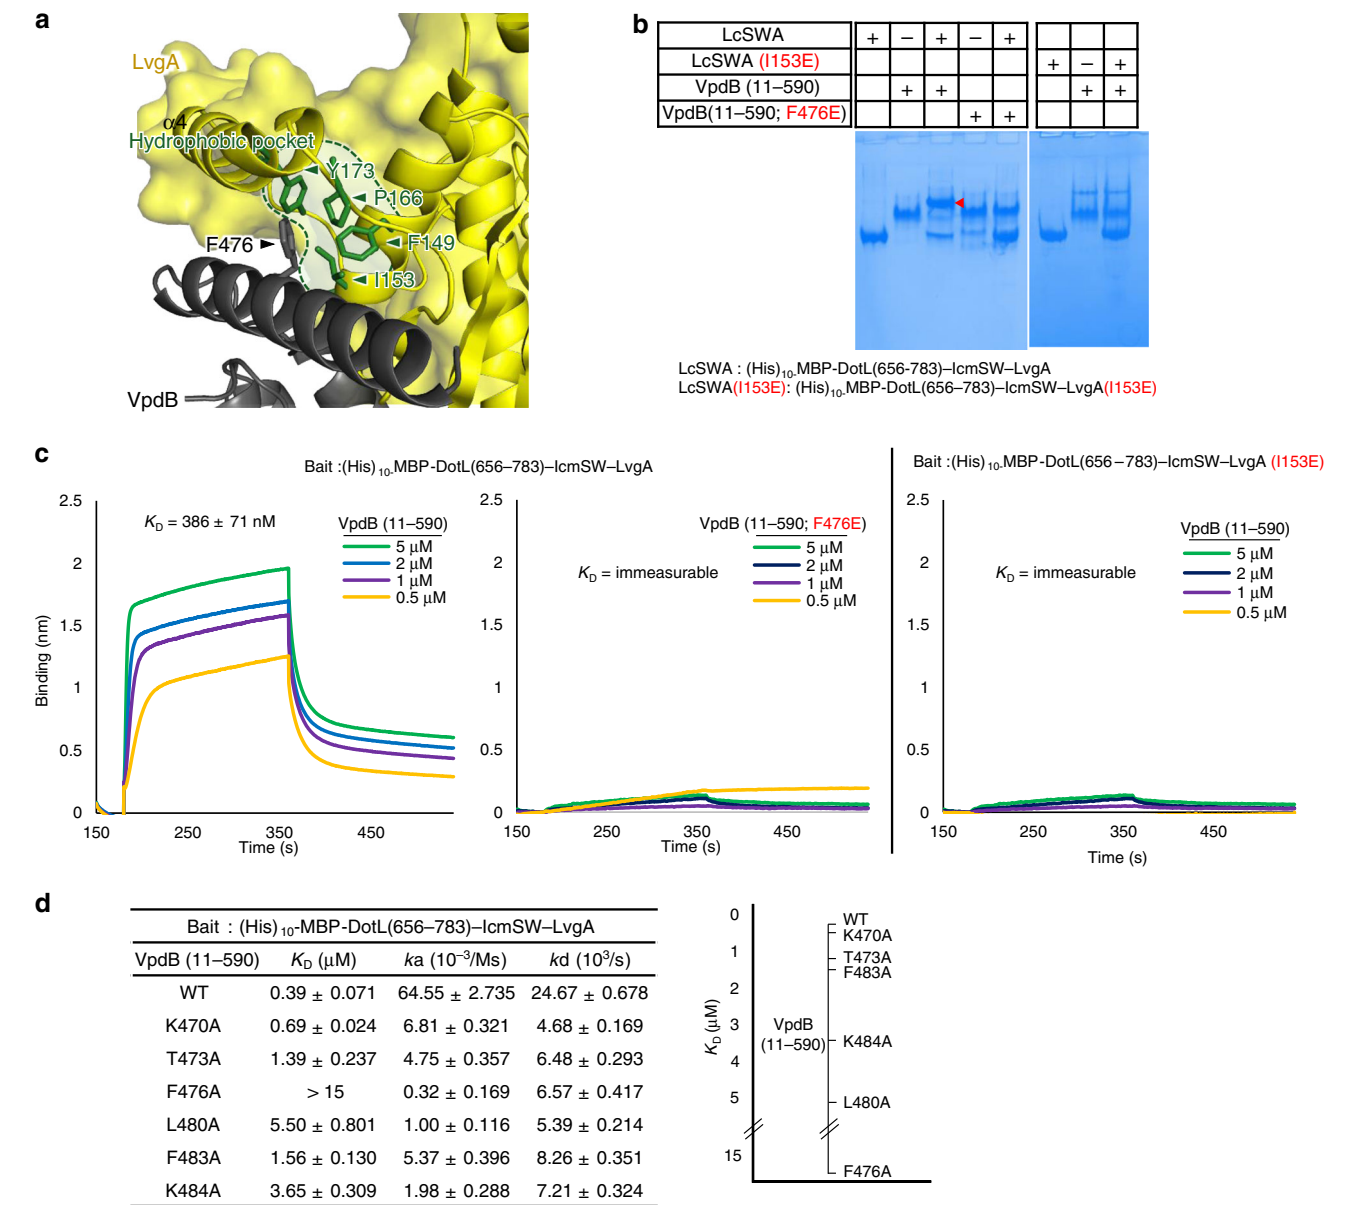 a
LvgA
α4
Hydrophobic pocket
Y173
P166
F476
F149
I153
VpdB
b
LcSWA + − + − +
LcSWA (I153E) + − +
VpdB (11–590) + + + +
VpdB(11–590; F476E) + +
LcSWA : (His)10-MBP-DotL(656-783)–IcmSW–LvgA
LcSWA(I153E): (His)10-MBP-DotL(656–783)–IcmSW–LvgA(I153E)
c
Bait :(His)10-MBP-DotL(656–783)–IcmSW–LvgA
Bait :(His)10-MBP-DotL(656–783)–IcmSW–LvgA (I153E)
Binding (nm)
2.5
2
1.5
1
0.5
0
150 250 350 450
Time (s)
KD = 386 ± 71 nM
VpdB (11–590)
5 μM
2 μM
1 μM
0.5 μM
2.5
2
1.5
1
0.5
0
150 250 350 450
Time (s)
KD = immeasurable
VpdB (11–590; F476E)
5 μM
2 μM
1 μM
0.5 μM
2.5
2
1.5
1
0.5
0
150 250 350 450
Time (s)
KD = immeasurable
VpdB (11–590)
5 μM
2 μM
1 μM
0.5 μM
d
Bait : (His)10-MBP-DotL(656–783)–IcmSW–LvgA
VpdB (11–590) KD (μM) ka (10−3/Ms) kd (103/s)
WT 0.39 ± 0.071 64.55 ± 2.735 24.67 ± 0.678
K470A 0.69 ± 0.024 6.81 ± 0.321 4.68 ± 0.169
T473A 1.39 ± 0.237 4.75 ± 0.357 6.48 ± 0.293
F476A > 15 0.32 ± 0.169 6.57 ± 0.417
L480A 5.50 ± 0.801 1.00 ± 0.116 5.39 ± 0.214
F483A 1.56 ± 0.130 5.37 ± 0.396 8.26 ± 0.351
K484A 3.65 ± 0.309 1.98 ± 0.288 7.21 ± 0.324
KD (μM)
0
1
2
3
4
5
15
VpdB
(11–590)
WT
K470A
T473A
F483A
K484A
L480A
F476A